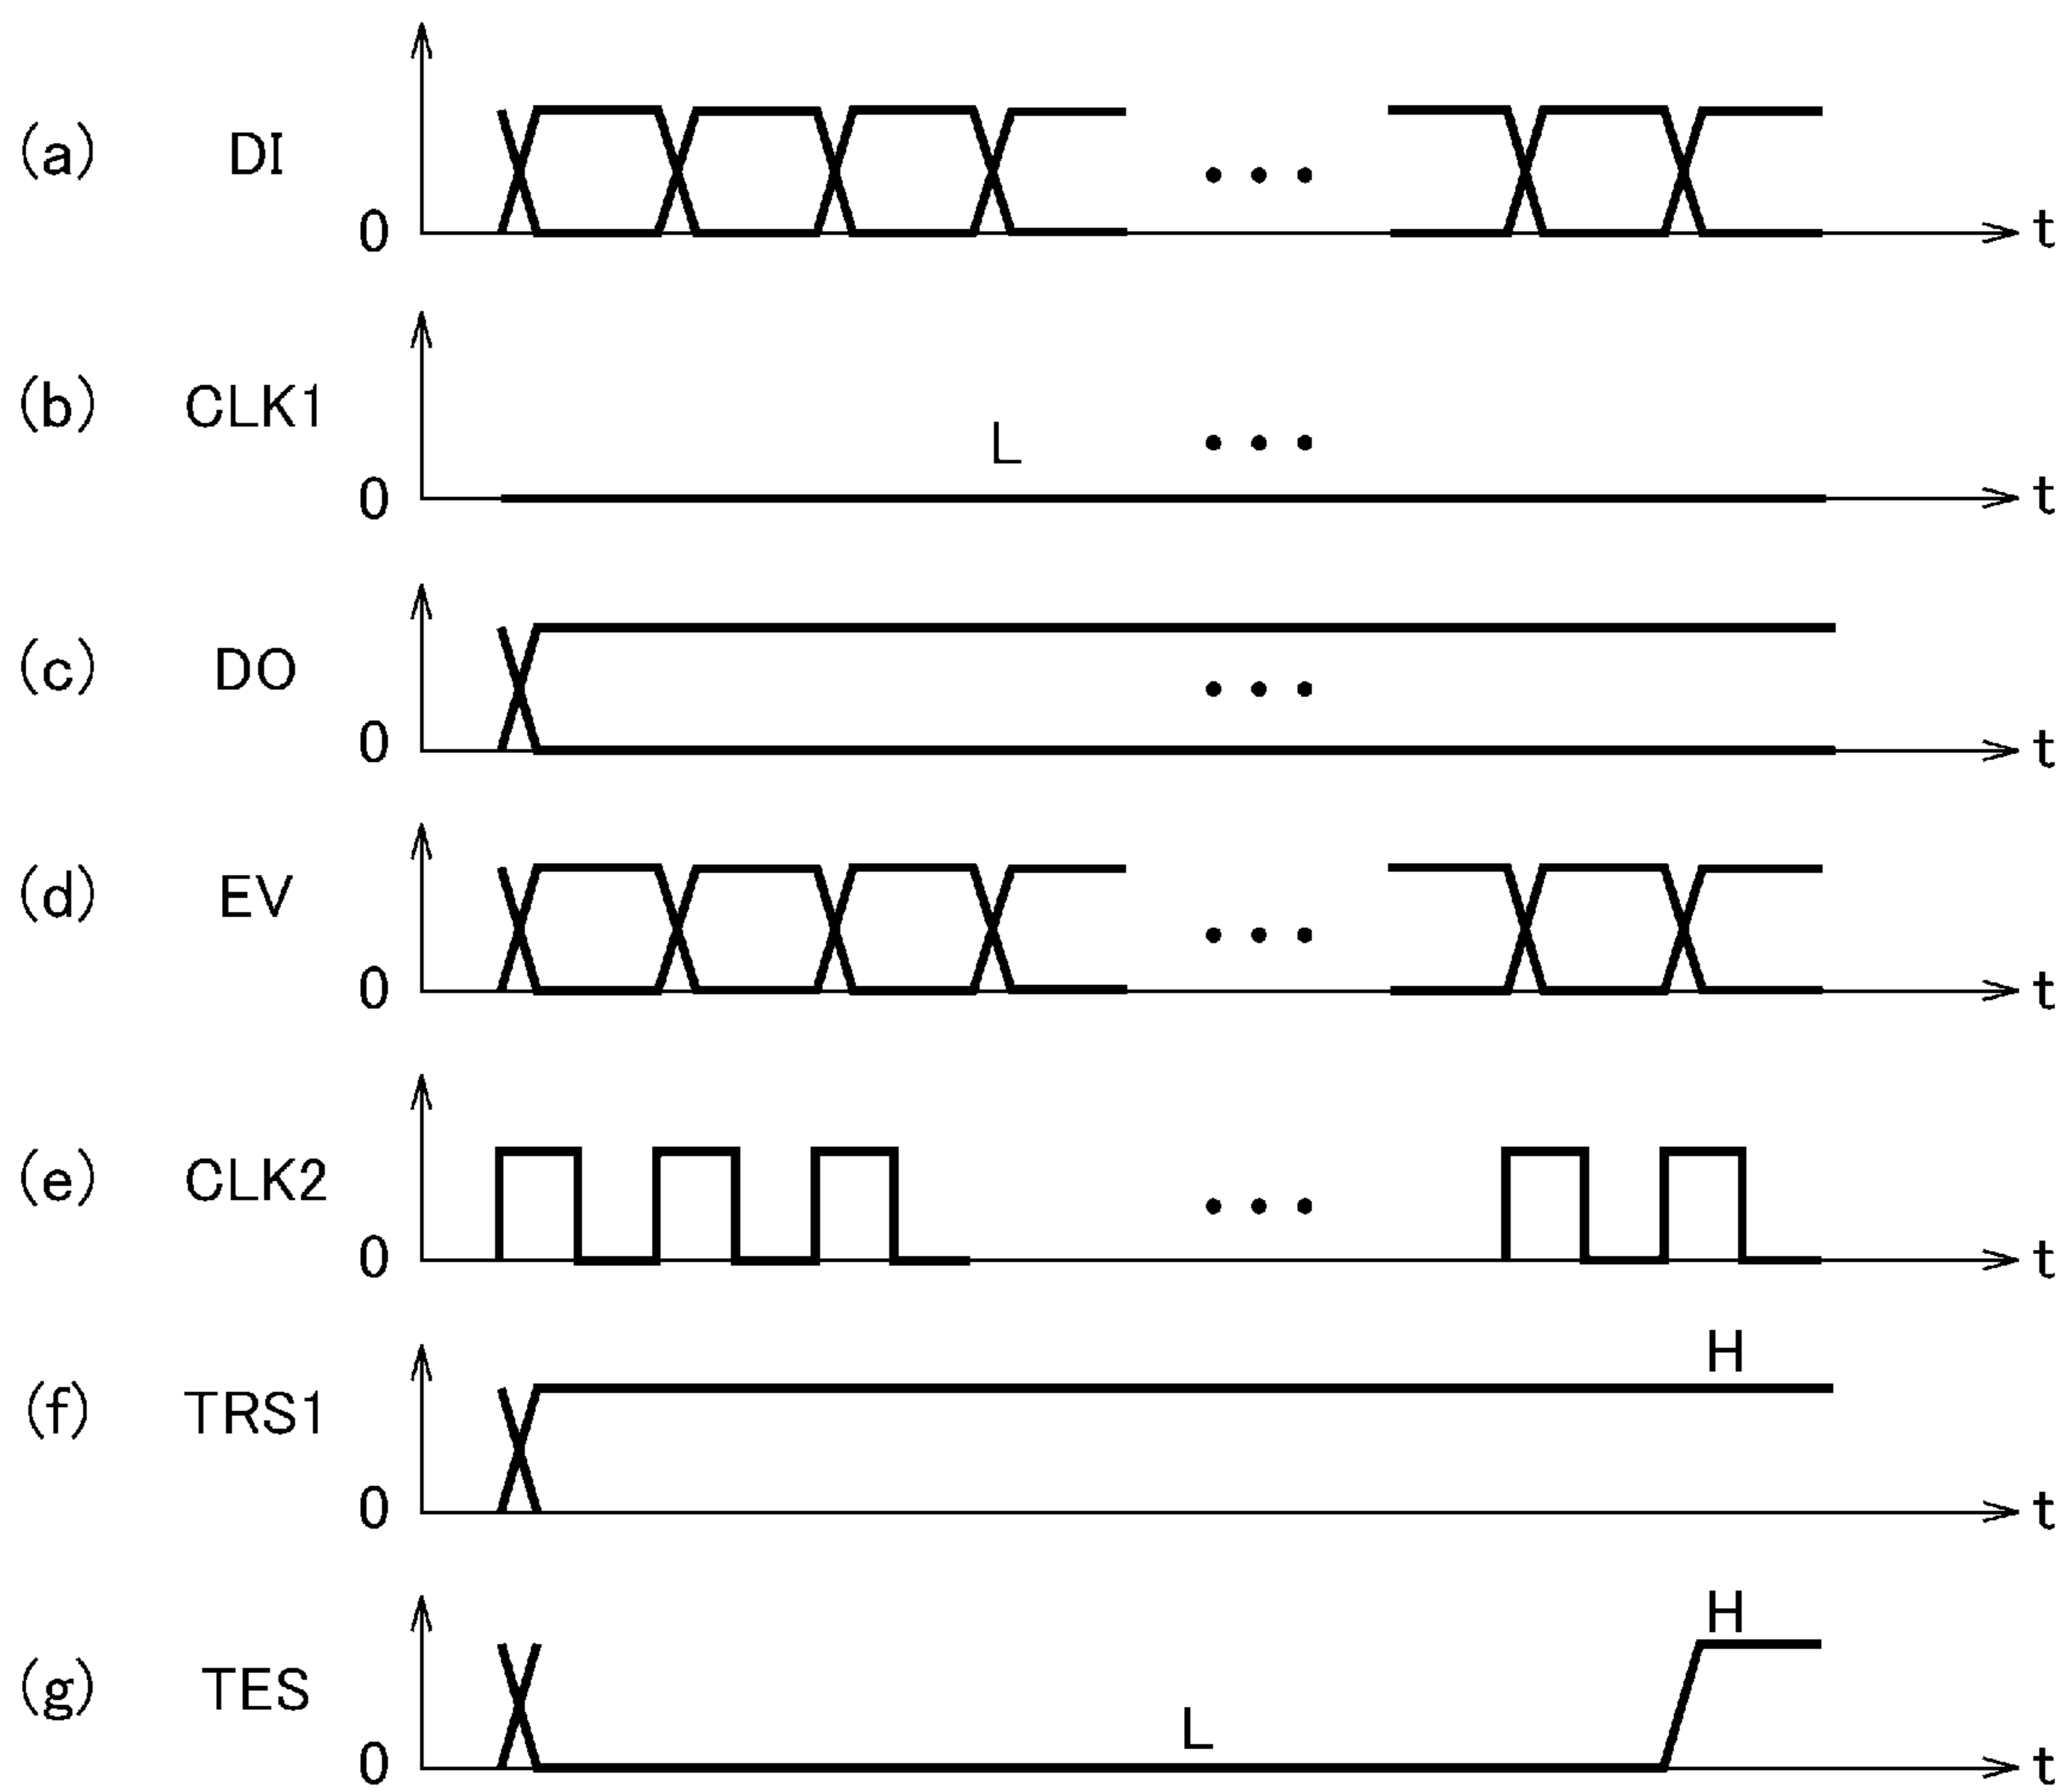 (a) DI 0 t
(b) CLK1 L 0 t
(c) DO 0 t
(d) EV 0 t
(e) CLK2 0 t
(f) TRS1 H 0 t
(g) TES H L 0 t